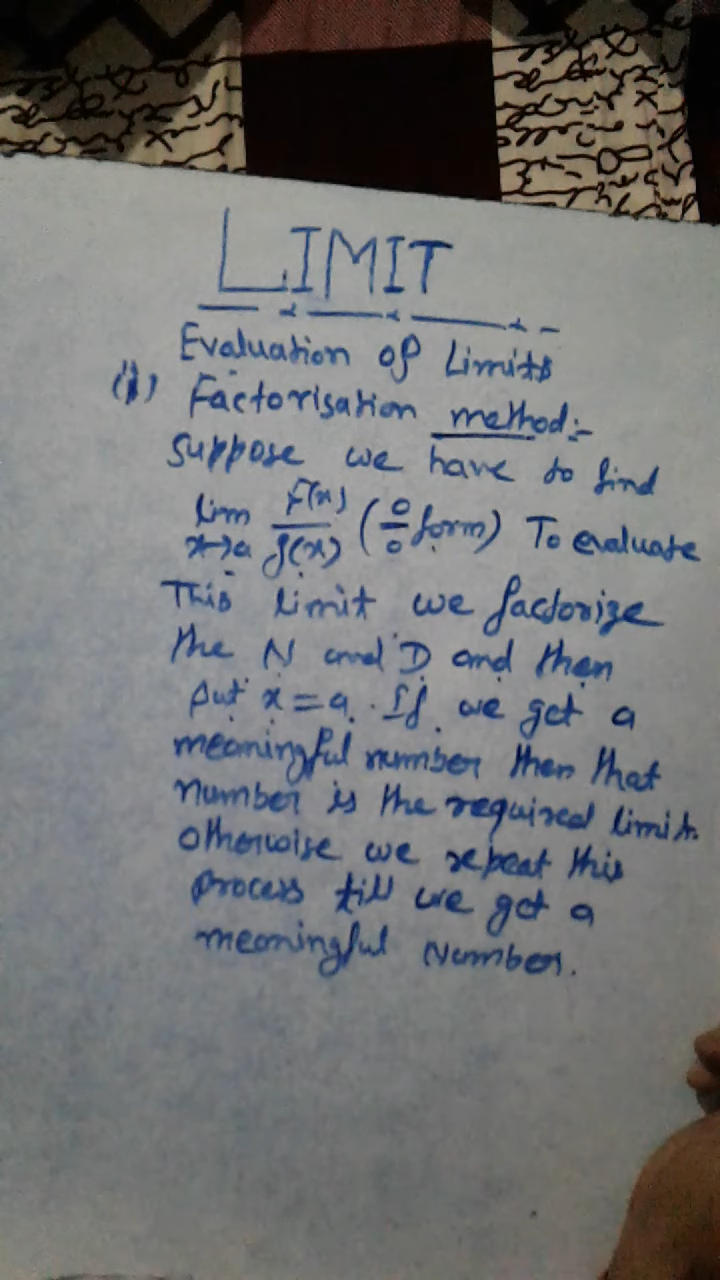 LIMIT
Evaluation of Limits
(i) Factorisation method:-
Suppose we have to find
lim x→a f(x)/g(x) (0/0 form) To evaluate
This limit we factorize
the N and D and then
put x = a. If we get a
meaningful number then that
number is the required limit.
otherwise we repeat this
process till we get a
meaningful Number.